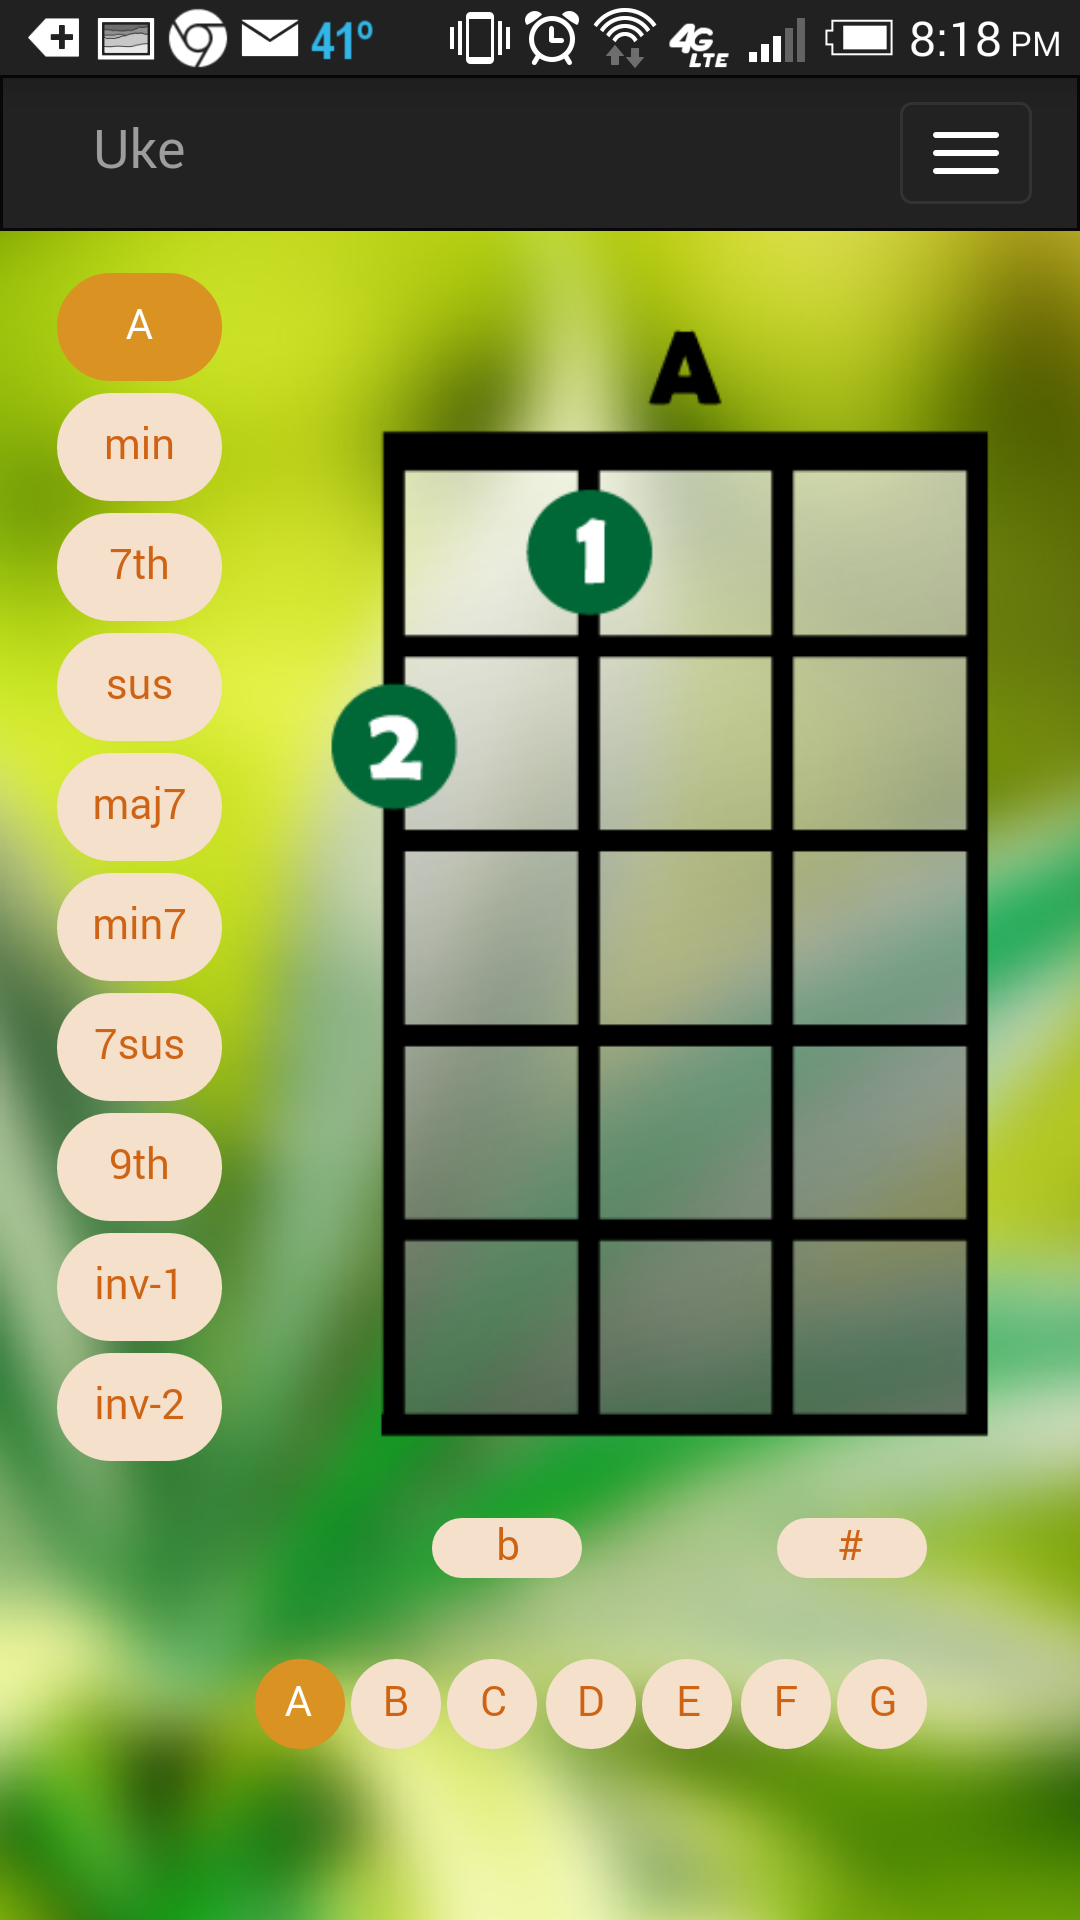 41° 4G LTE 8:18 PM
Uke
A
min
7th
sus
maj7
min7
7sus
9th
inv-1
inv-2
A
1
2
b #
A B C D E F G